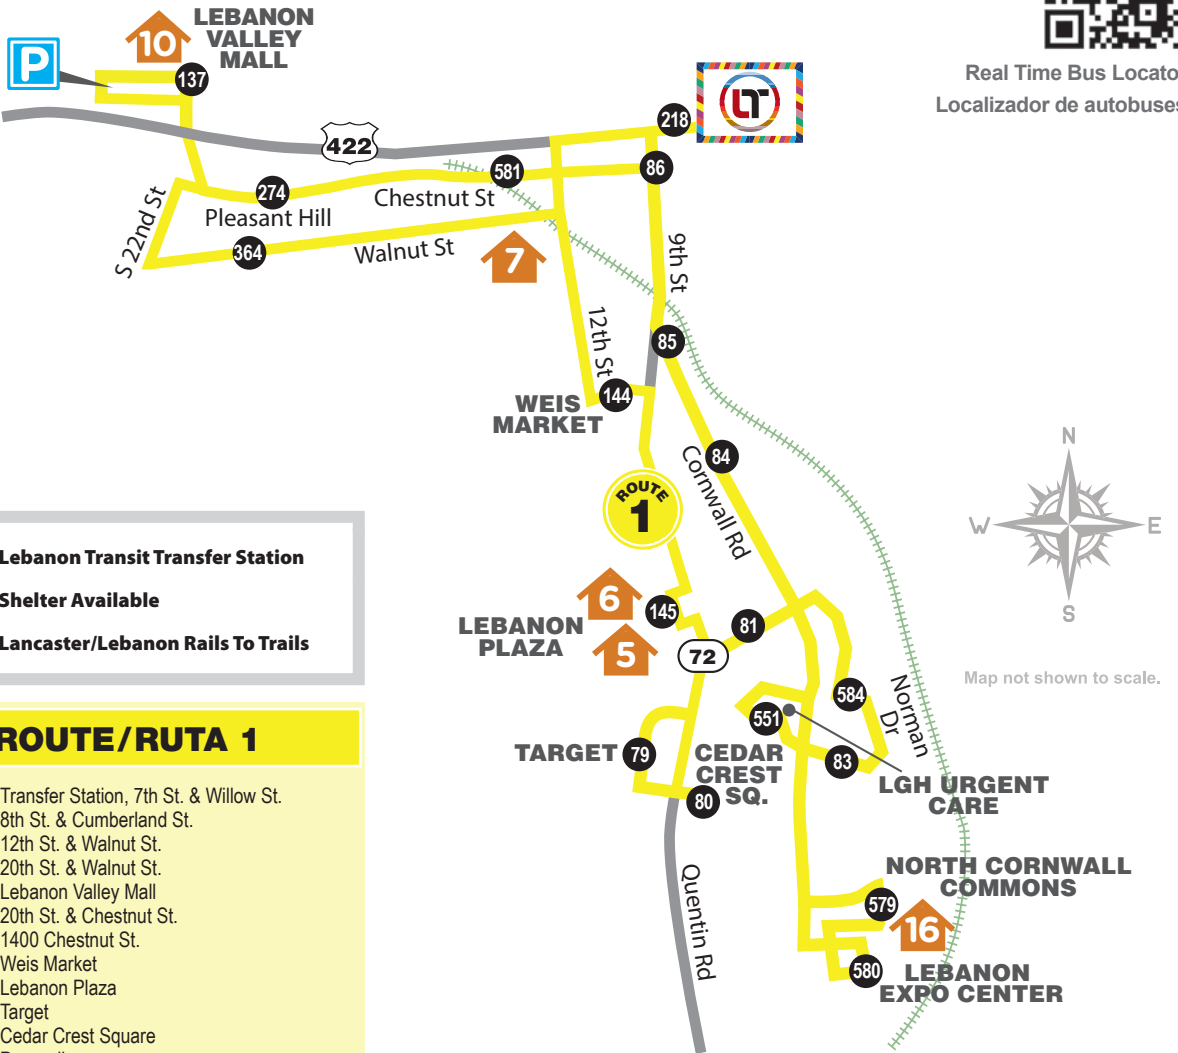 Real Time Bus Locato
Localizador de autobuses
10
LEBANON
VALLEY
MALL
P
137
LT
218
422
581
86
274
Chestnut St
Pleasant Hill
S 22nd St
364
Walnut St
7
9th St
12th St
85
144
WEIS
MARKET
84
Cornwall Rd
ROUTE
1
N
W
E
S
Map not shown to scale.
Lebanon Transit Transfer Station
Shelter Available
Lancaster/Lebanon Rails To Trails
6
145
LEBANON
PLAZA
5
81
72
584
Norman
Dr
551
TARGET
79
CEDAR
CREST
SQ.
83
80
LGH URGENT
CARE
Quentin Rd
NORTH CORNWALL
COMMONS
579
16
580
LEBANON
EXPO CENTER
ROUTE/RUTA 1
Transfer Station, 7th St. & Willow St.
8th St. & Cumberland St.
12th St. & Walnut St.
20th St. & Walnut St.
Lebanon Valley Mall
20th St. & Chestnut St.
1400 Chestnut St.
Weis Market
Lebanon Plaza
Target
Cedar Crest Square